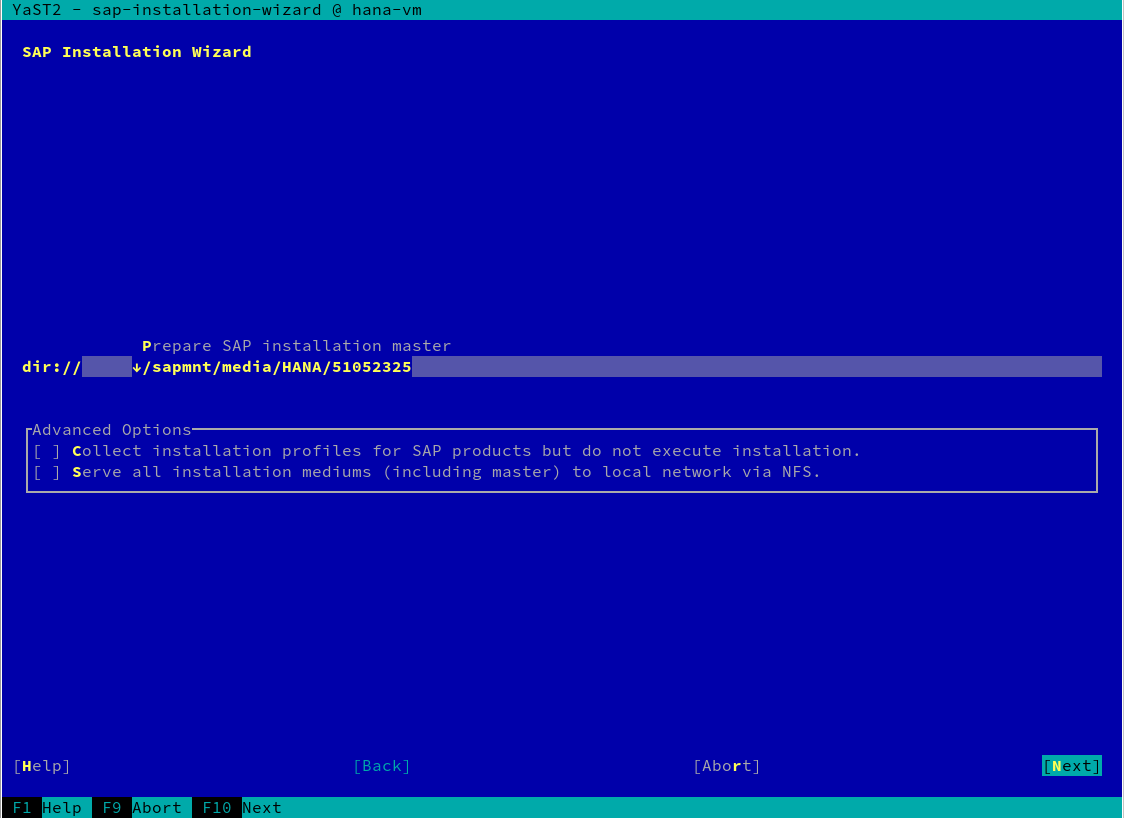 YaST2 - sap-installation-wizard @ hana-vm
SAP Installation Wizard
Prepare SAP installation master
dir://↓/sapmnt/media/HANA/51052325
Advanced Options
[ ] Collect installation profiles for SAP products but do not execute installation.
[ ] Serve all installation mediums (including master) to local network via NFS.
[Help] [Back] [Abort] [Next]
F1 Help F9 Abort F10 Next